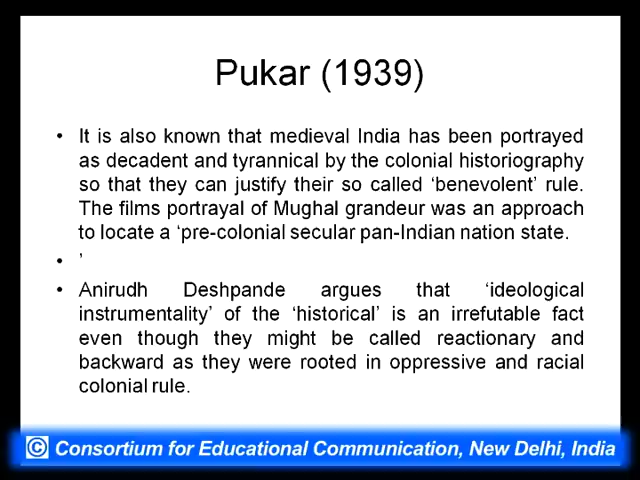 Pukar (1939)
• It is also known that medieval India has been portrayed
as decadent and tyrannical by the colonial historiography
so that they can justify their so called ‘benevolent’ rule.
The films portrayal of Mughal grandeur was an approach
to locate a ‘pre-colonial secular pan-Indian nation state.
• ’
• Anirudh Deshpande argues that ‘ideological
instrumentality’ of the ‘historical’ is an irrefutable fact
even though they might be called reactionary and
backward as they were rooted in oppressive and racial
colonial rule.
© Consortium for Educational Communication, New Delhi, India